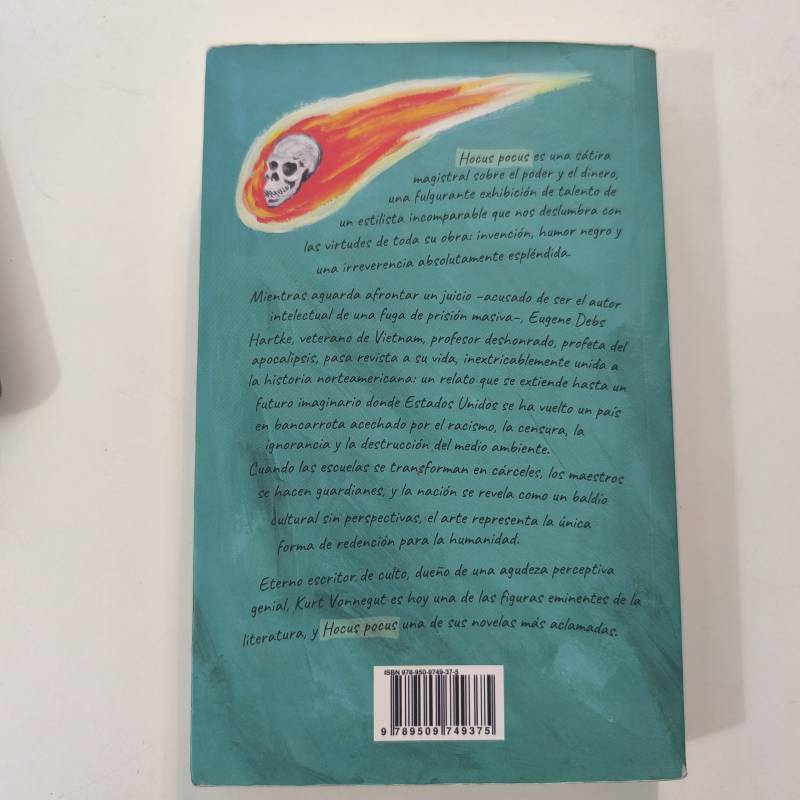 Hocus pocus es una sátira
magistral sobre el poder y el dinero,
una fulgurante exhibición de talento de
un estilista incomparable que nos deslumbra con
las virtudes de toda su obra: invención, humor negro y
una irreverencia absolutamente espléndida.
Mientras aguarda afrontar un juicio –acusado de ser el autor
intelectual de una fuga de prisión masiva–, Eugene Debs
Hartke, veterano de Vietnam, profesor deshonrado, profeta del
apocalipsis, pasa revista a su vida, inextricablemente unida a
la historia norteamericana: un relato que se extiende hasta un
futuro imaginario donde Estados Unidos se ha vuelto un país
en bancarrota acechado por el racismo, la censura, la
ignorancia y la destrucción del medio ambiente.
Cuando las escuelas se transforman en cárceles, los maestros
se hacen guardianes, y la nación se revela como un baldío
cultural sin perspectivas, el arte representa la única
forma de redención para la humanidad.
Eterno escritor de culto, dueño de una agudeza perceptiva
genial, Kurt Vonnegut es hoy una de las figuras eminentes de la
literatura, y Hocus pocus una de sus novelas más aclamadas.
ISBN 978-950-9749-37-5
9 789509 749375